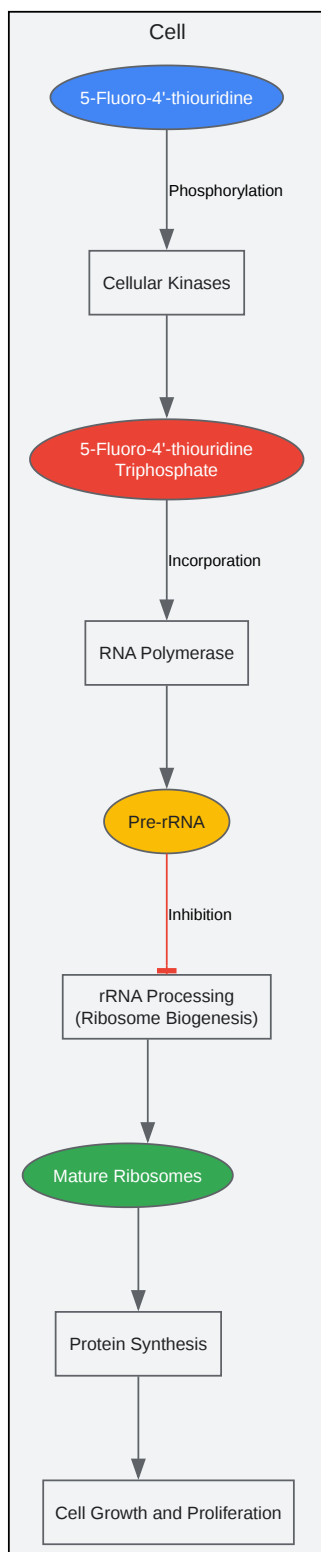 Cell
5-Fluoro-4'-thiouridine
Phosphorylation
Cellular Kinases
5-Fluoro-4'-thiouridine
Triphosphate
Incorporation
RNA Polymerase
Pre-rRNA
Inhibition
rRNA Processing
(Ribosome Biogenesis)
Mature Ribosomes
Protein Synthesis
Cell Growth and Proliferation